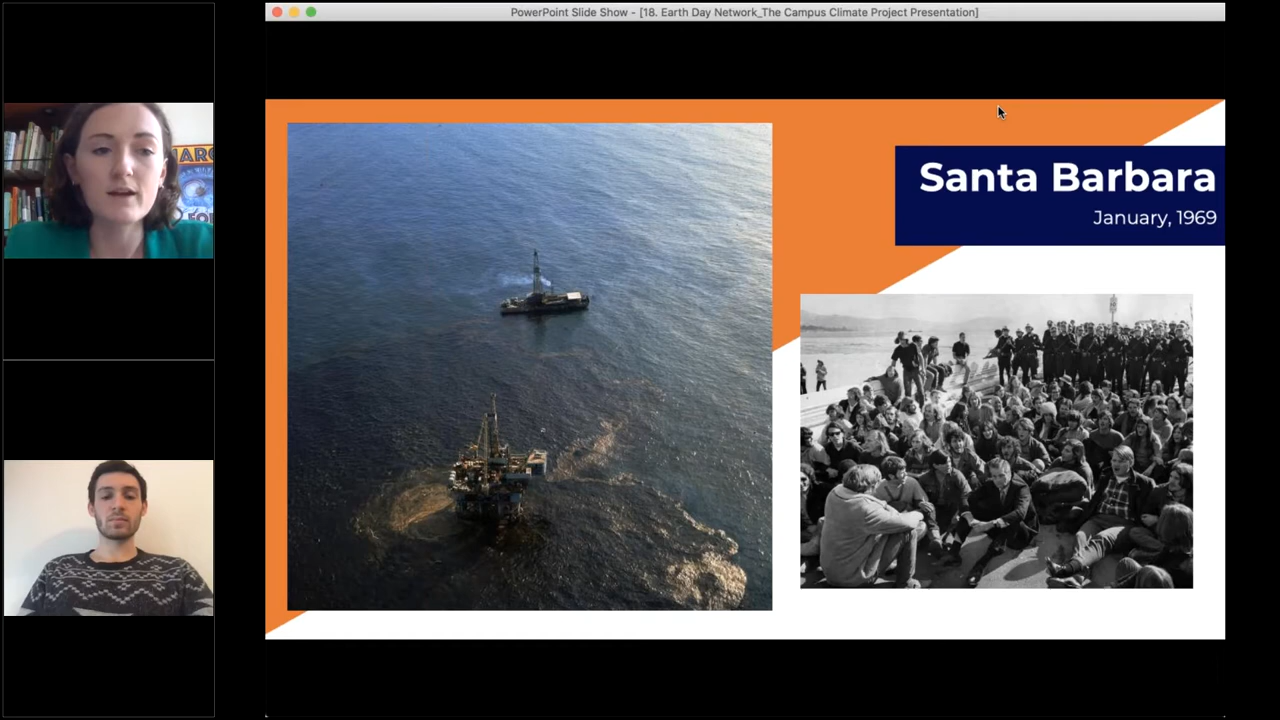 PowerPoint Slide Show - [18. Earth Day Network_The Campus Climate Project Presentation]
Santa Barbara
January, 1969